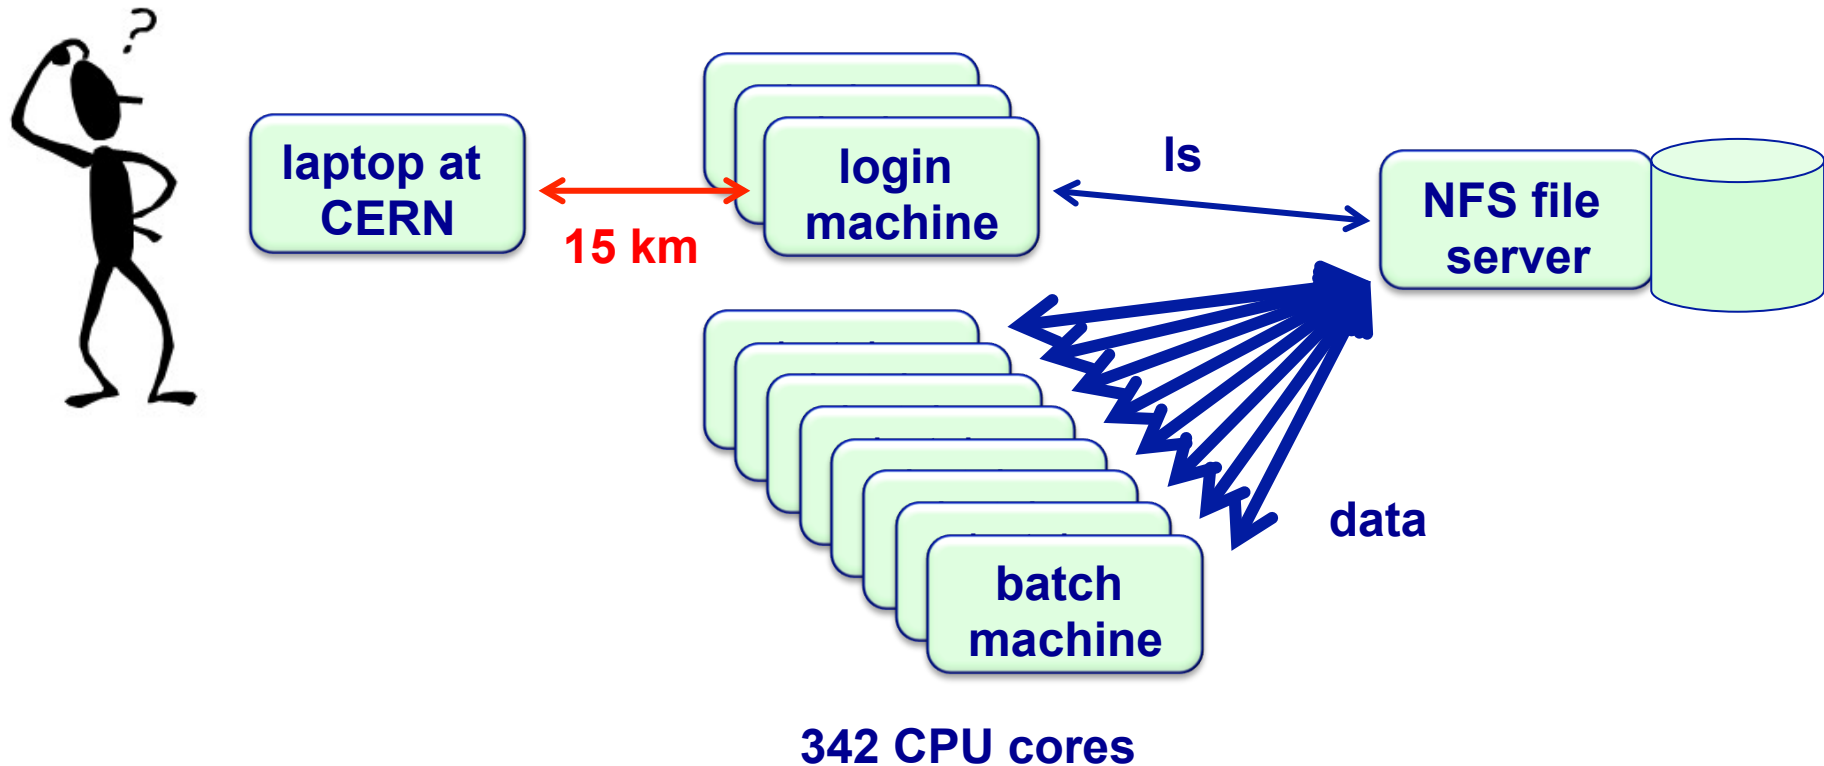 ?
laptop at
CERN
15 km
login
machine
ls
NFS file
server
data
batch
machine
342 CPU cores